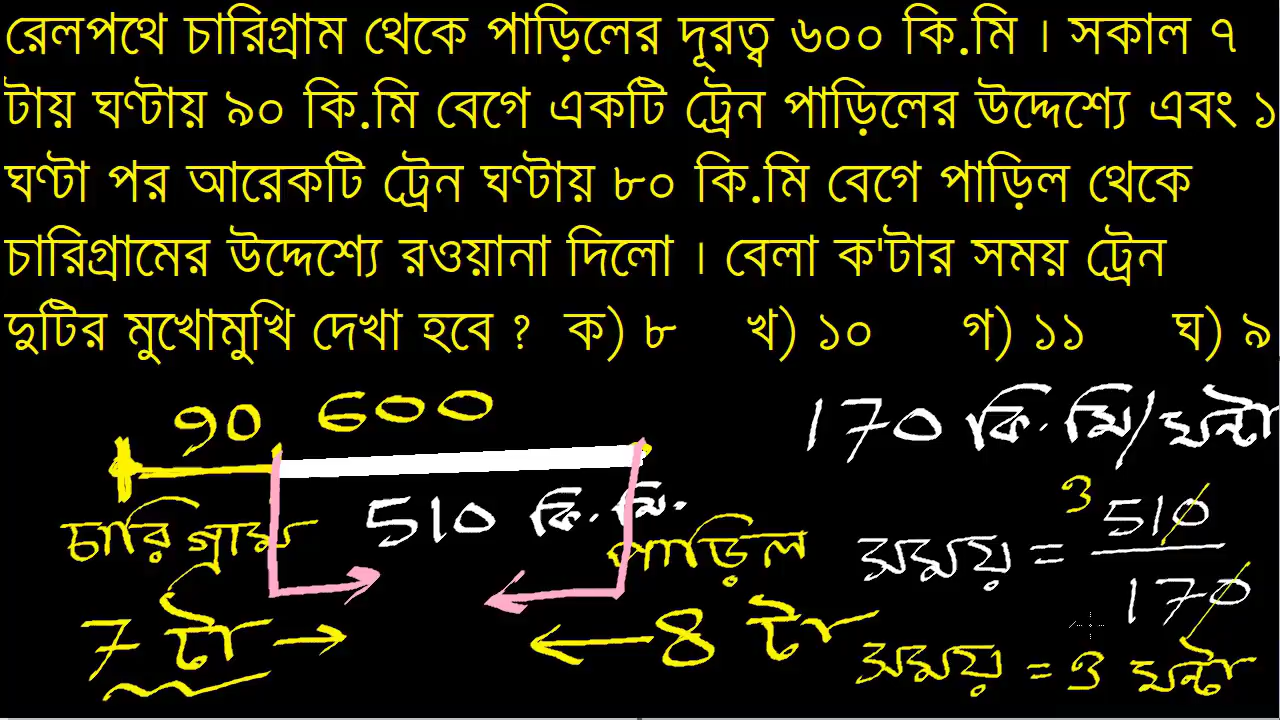 রেলপথে চারিগ্রাম থেকে পাড়িলের দূরত্ব ৬০০ কি.মি । সকাল ৭
টায় ঘণ্টায় ৯০ কি.মি বেগে একটি ট্রেন পাড়িলের উদ্দেশ্যে এবং ১
ঘণ্টা পর আরেকটি ট্রেন ঘণ্টায় ৮০ কি.মি বেগে পাড়িল থেকে
চারিগ্রামের উদ্দেশ্যে রওয়ানা দিলো । বেলা ক'টার সময় ট্রেন
দুটির মুখোমুখি দেখা হবে ? ক) ৮ খ) ১০ গ) ১১ ঘ) ৯
90 600
170 কি.মি/ঘন্টা
চারিগ্রাম 510 কি.মি. পাড়িল
3
সময় = 510
170
7 টা 8 টা
সময় = 3 ঘন্টা